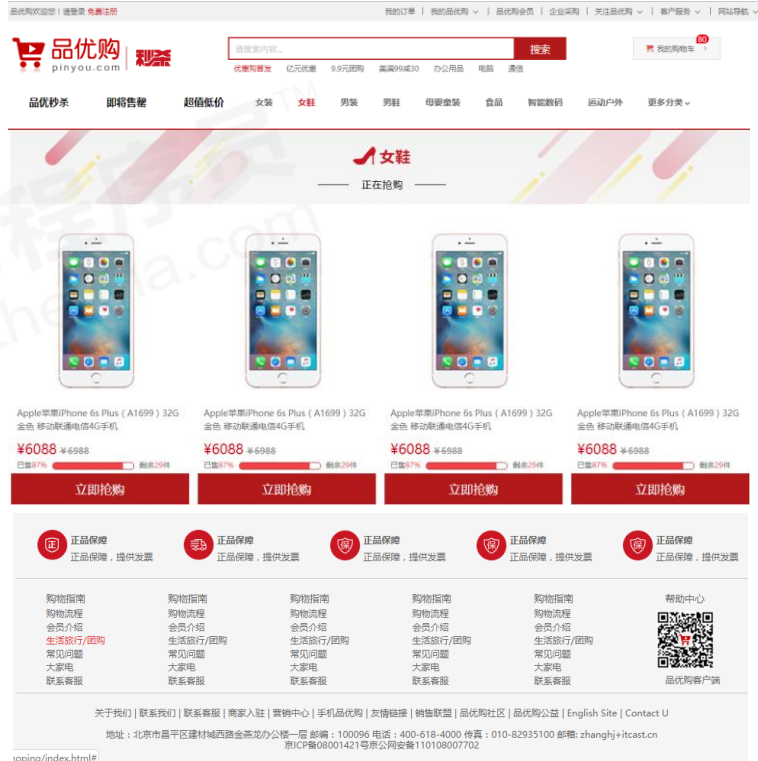 品优购欢迎您！请登录 免费注册
我的订单 | 我的品优购 | 品优购会员 | 企业采购 | 关注品优购 | 客户服务 | 网站导航
品优购 秒杀
pinyou.com
请搜索内容...
搜索
我的购物车
80
优惠购首发 亿元优惠 9.9元团购 美满99减30 办公用品 电脑 通信
品优秒杀 即将售罄 超值低价 女装 女鞋 男装 男鞋 母婴童装 食品 智能数码 运动户外 更多分类
女鞋
正在抢购
程序员 TM
a.com
Apple苹果iPhone 6s Plus（A1699）32G Apple苹果iPhone 6s Plus（A1699）32G Apple苹果iPhone 6s Plus（A1699）32G Apple苹果iPhone 6s Plus（A1699）32G
金色 移动联通电信4G手机 金色 移动联通电信4G手机 金色 移动联通电信4G手机 金色 移动联通电信4G手机
¥6088 ¥6988 ¥6088 ¥6988 ¥6088 ¥6988 ¥6088 ¥6988
已售87% 剩余29件 已售87% 剩余29件 已售87% 剩余29件 已售87% 剩余29件
立即抢购 立即抢购 立即抢购 立即抢购
正 正品保障 正品保障 保 正品保障 保 正品保障 保 正品保障
正品保障，提供发票 正品保障，提供发票 正品保障，提供发票 正品保障，提供发票 正品保障，提供发票
购物指南 购物指南 购物指南 购物指南 购物指南 帮助中心
购物流程 购物流程 购物流程 购物流程 购物流程
会员介绍 会员介绍 会员介绍 会员介绍 会员介绍
生活旅行/团购 生活旅行/团购 生活旅行/团购 生活旅行/团购 生活旅行/团购
常见问题 常见问题 常见问题 常见问题 常见问题
大家电 大家电 大家电 大家电 大家电
联系客服 联系客服 联系客服 联系客服 联系客服 品优购客户端
关于我们 | 联系我们 | 联系客服 | 商家入驻 | 营销中心 | 手机品优购 | 友情链接 | 销售联盟 | 品优购社区 | 品优购公益 | English Site | Contact U
地址：北京市昌平区建材城西路金燕龙办公楼一层 邮编：100096 电话：400-618-4000 传真：010-82935100 邮箱: zhanghj+itcast.cn
京ICP备08001421号京公网安备110108007702
oping/index.html#